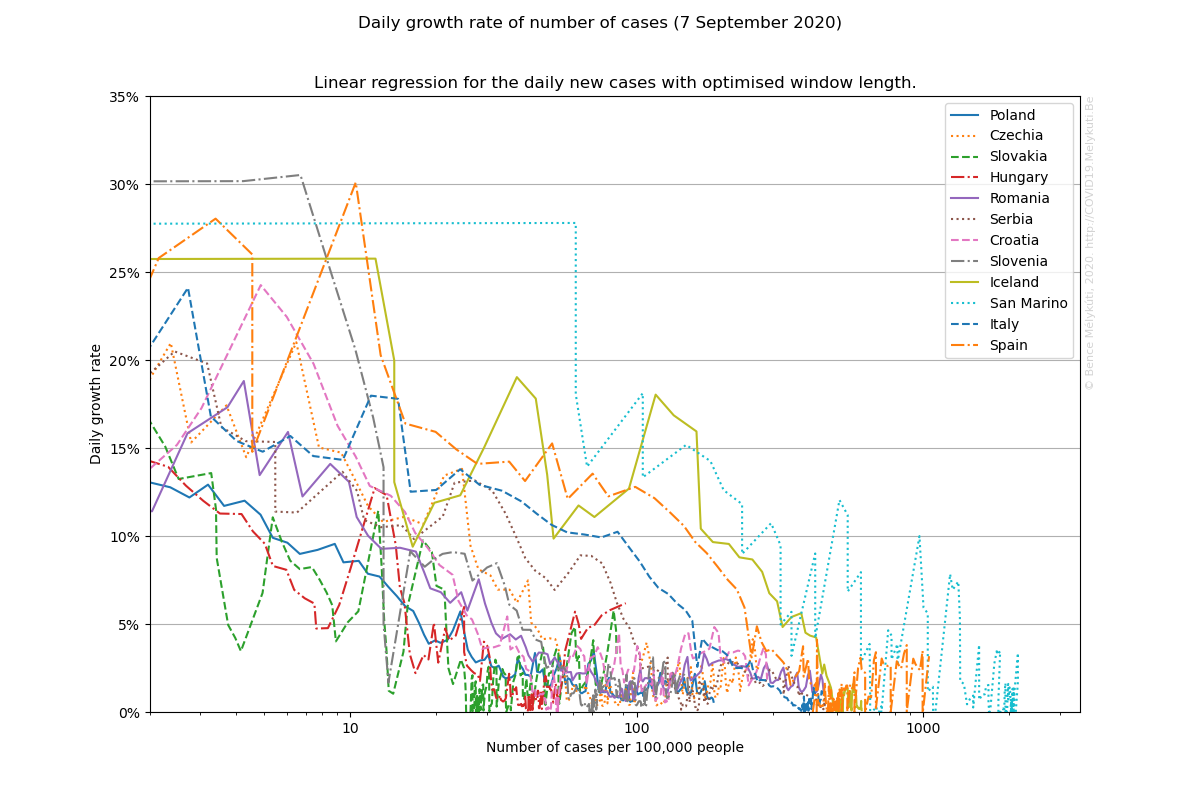 Daily growth rate of number of cases (7 September 2020)
Linear regression for the daily new cases with optimised window length.
35%
30%
25%
20%
15%
10%
5%
0%
Daily growth rate
10
100
1000
Number of cases per 100,000 people
Poland
Czechia
Slovakia
Hungary
Romania
Serbia
Croatia
Slovenia
Iceland
San Marino
Italy
Spain
© Bence Mélykúti, 2020. http://COVID19.Melykuti.Be